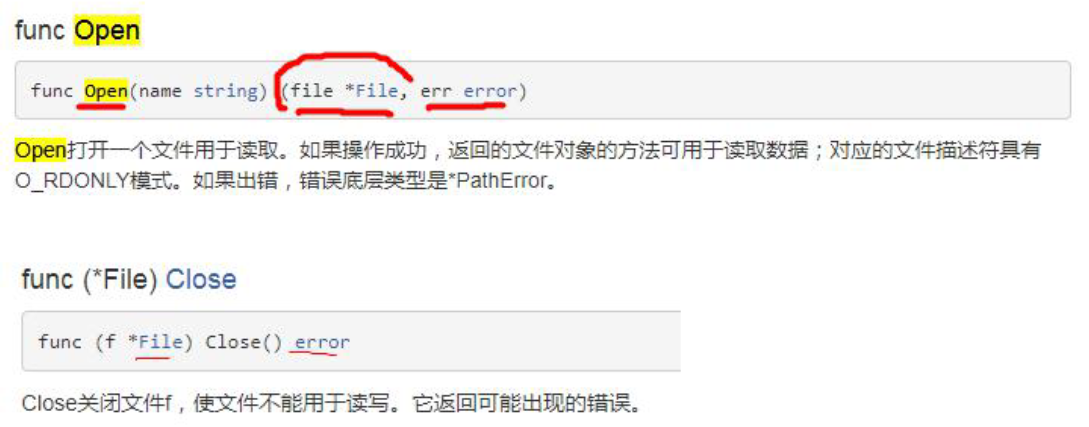 func Open
func Open(name string) (file *File, err error)
Open打开一个文件用于读取。如果操作成功，返回的文件对象的方法可用于读取数据；对应的文件描述符具有
O_RDONLY模式。如果出错，错误底层类型是*PathError。
func (*File) Close
func (f *File) Close() error
Close关闭文件f，使文件不能用于读写。它返回可能出现的错误。